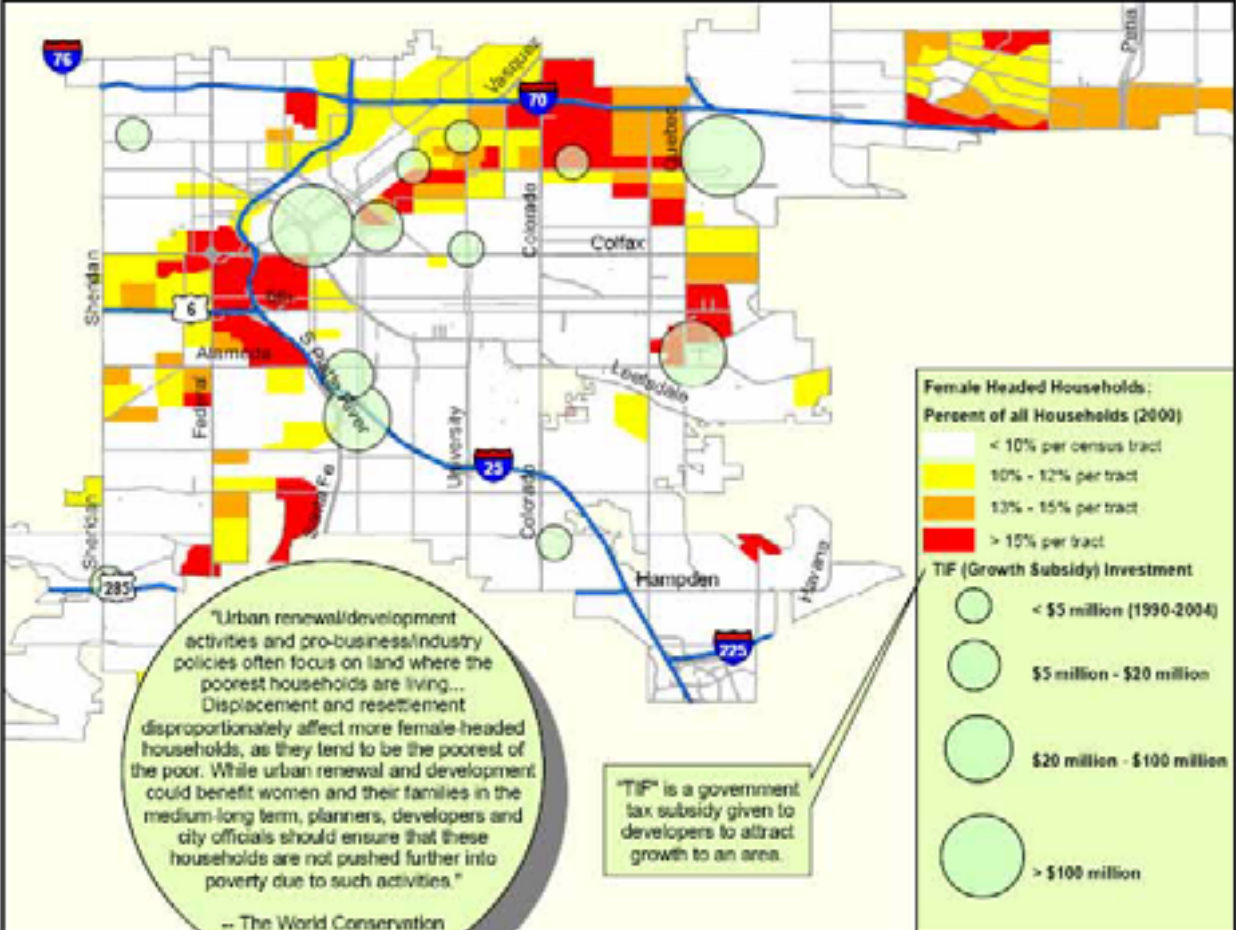 76
Vasquez
70
Pena
Quebec
Colorado
Colfax
Sheridan
6
6th
Alameda
S Platte River
Leetsdale
Federal
University
25
Santa Fe
Colorado
Sheridan
285
Hampden
Havana
225
Female Headed Households:
Percent of all Households (2000)
< 10% per census tract
10% - 12% per tract
13% - 15% per tract
> 15% per tract
TIF (Growth Subsidy) Investment
< $5 million (1990-2004)
$5 million - $20 million
$20 million - $100 million
> $100 million
"Urban renewal/development
activities and pro-business/industry
policies often focus on land where the
poorest households are living...
Displacement and resettlement
disproportionately affect more female-headed
households, as they tend to be the poorest of
the poor. While urban renewal and development
could benefit women and their families in the
medium-long term, planners, developers and
city officials should ensure that these
households are not pushed further into
poverty due to such activities."
-- The World Conservation
"TIF" is a government
tax subsidy given to
developers to attract
growth to an area.